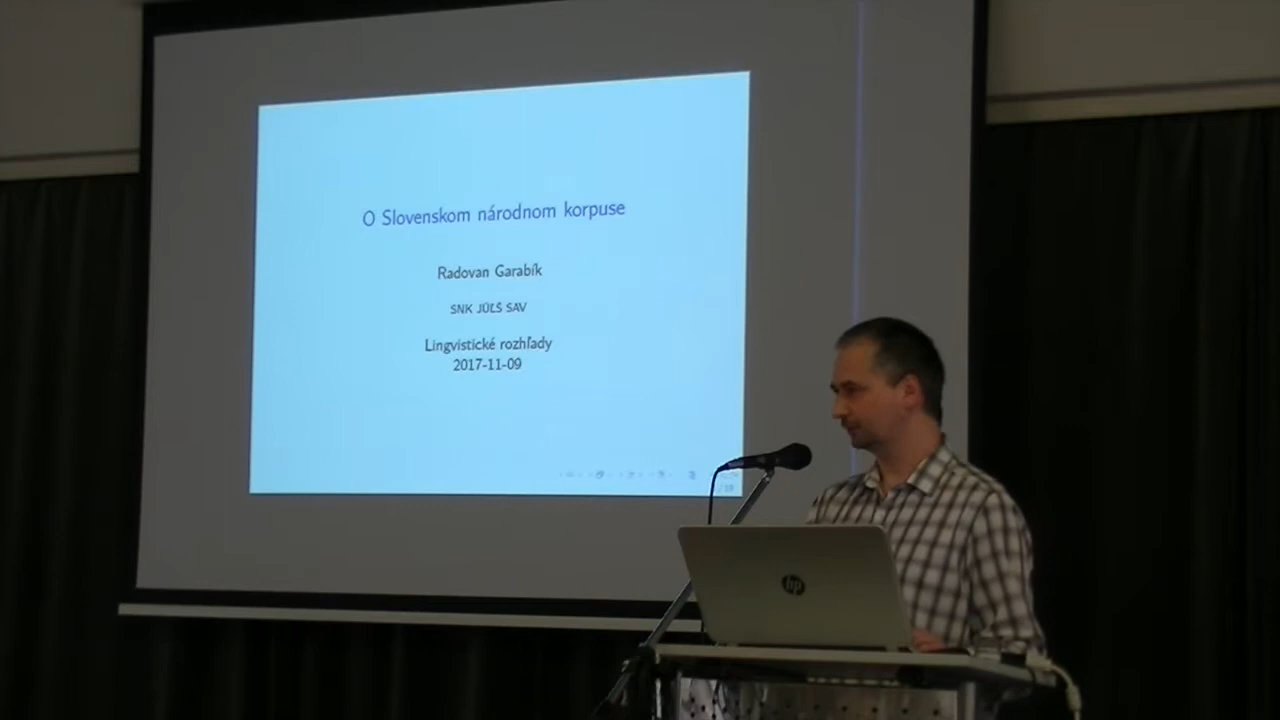 O Slovenskom národnom korpuse
Radovan Garabík
SNK JÚĽŠ SAV
Lingvistické rozhľady
2017-11-09
hp